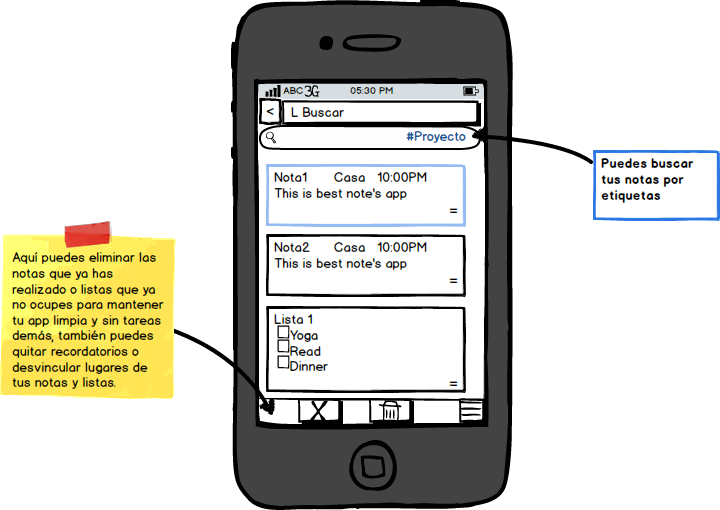 ABC 3G 05:30 PM
< L Buscar
#Proyecto
Puedes buscar
tus notas por
etiquetas
Nota1 Casa 10:00PM
This is best note's app
=
Nota2 Casa 10:00PM
This is best note's app
=
Lista 1
Yoga
Read
Dinner
=
Aquí puedes eliminar las
notas que ya has
realizado o listas que ya
no ocupes para mantener
tu app limpia y sin tareas
demás, también puedes
quitar recordatorios o
desvincular lugares de
tus notas y listas.
X